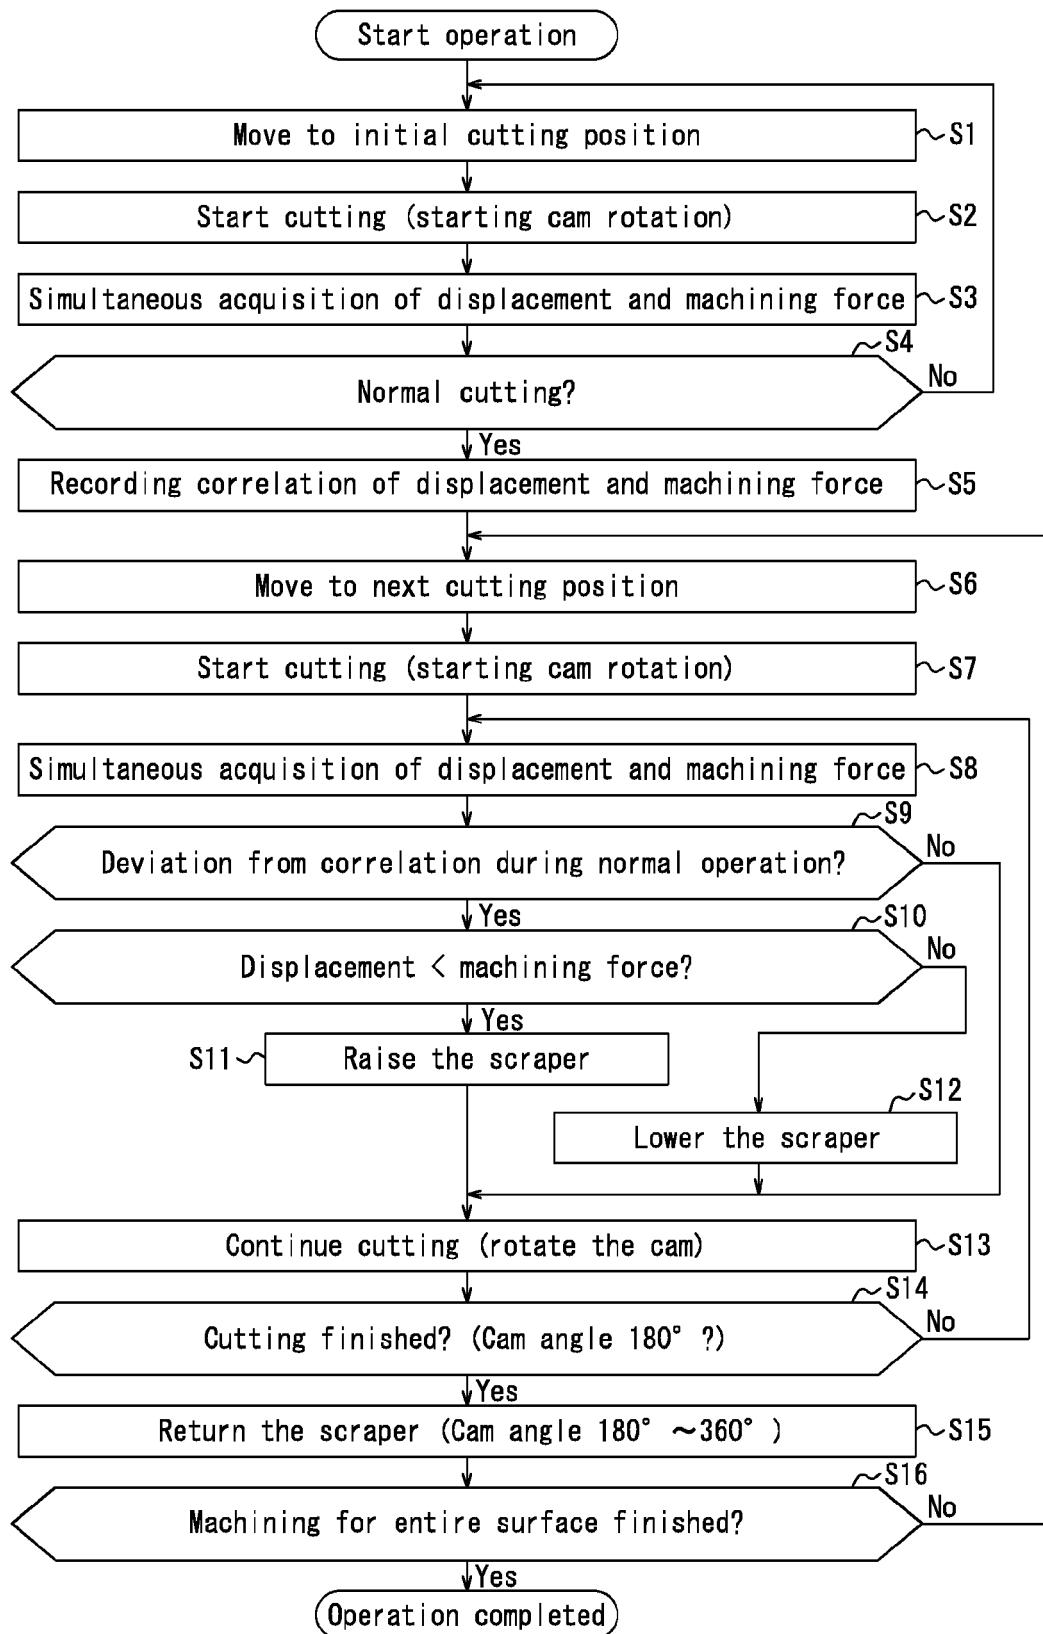 Start operation
Move to initial cutting position
S1
Start cutting (starting cam rotation)
S2
Simultaneous acquisition of displacement and machining force
S3
S4
Normal cutting?
No
Yes
Recording correlation of displacement and machining force
S5
Move to next cutting position
S6
Start cutting (starting cam rotation)
S7
Simultaneous acquisition of displacement and machining force
S8
S9
Deviation from correlation during normal operation?
No
Yes
S10
Displacement < machining force?
No
Yes
S11
Raise the scraper
S12
Lower the scraper
Continue cutting (rotate the cam)
S13
S14
Cutting finished? (Cam angle 180° ?)
No
Yes
Return the scraper (Cam angle 180° ~360° )
S15
S16
Machining for entire surface finished?
No
Yes
Operation completed